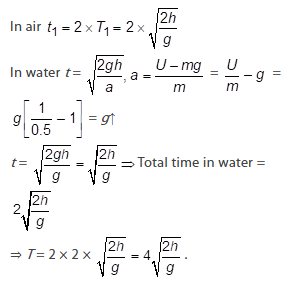 In air t₁ = 2 × T₁ = 2 × √(2h/g)
In water t = √(2gh)/a, a = (U – mg)/m = U/m – g =
g[1/0.5 – 1] = g↑
t = √(2gh)/g = √(2h/g) ⇒ Total time in water =
2√(2h/g)
⇒ T = 2 × 2 × √(2h/g) = 4√(2h/g) .